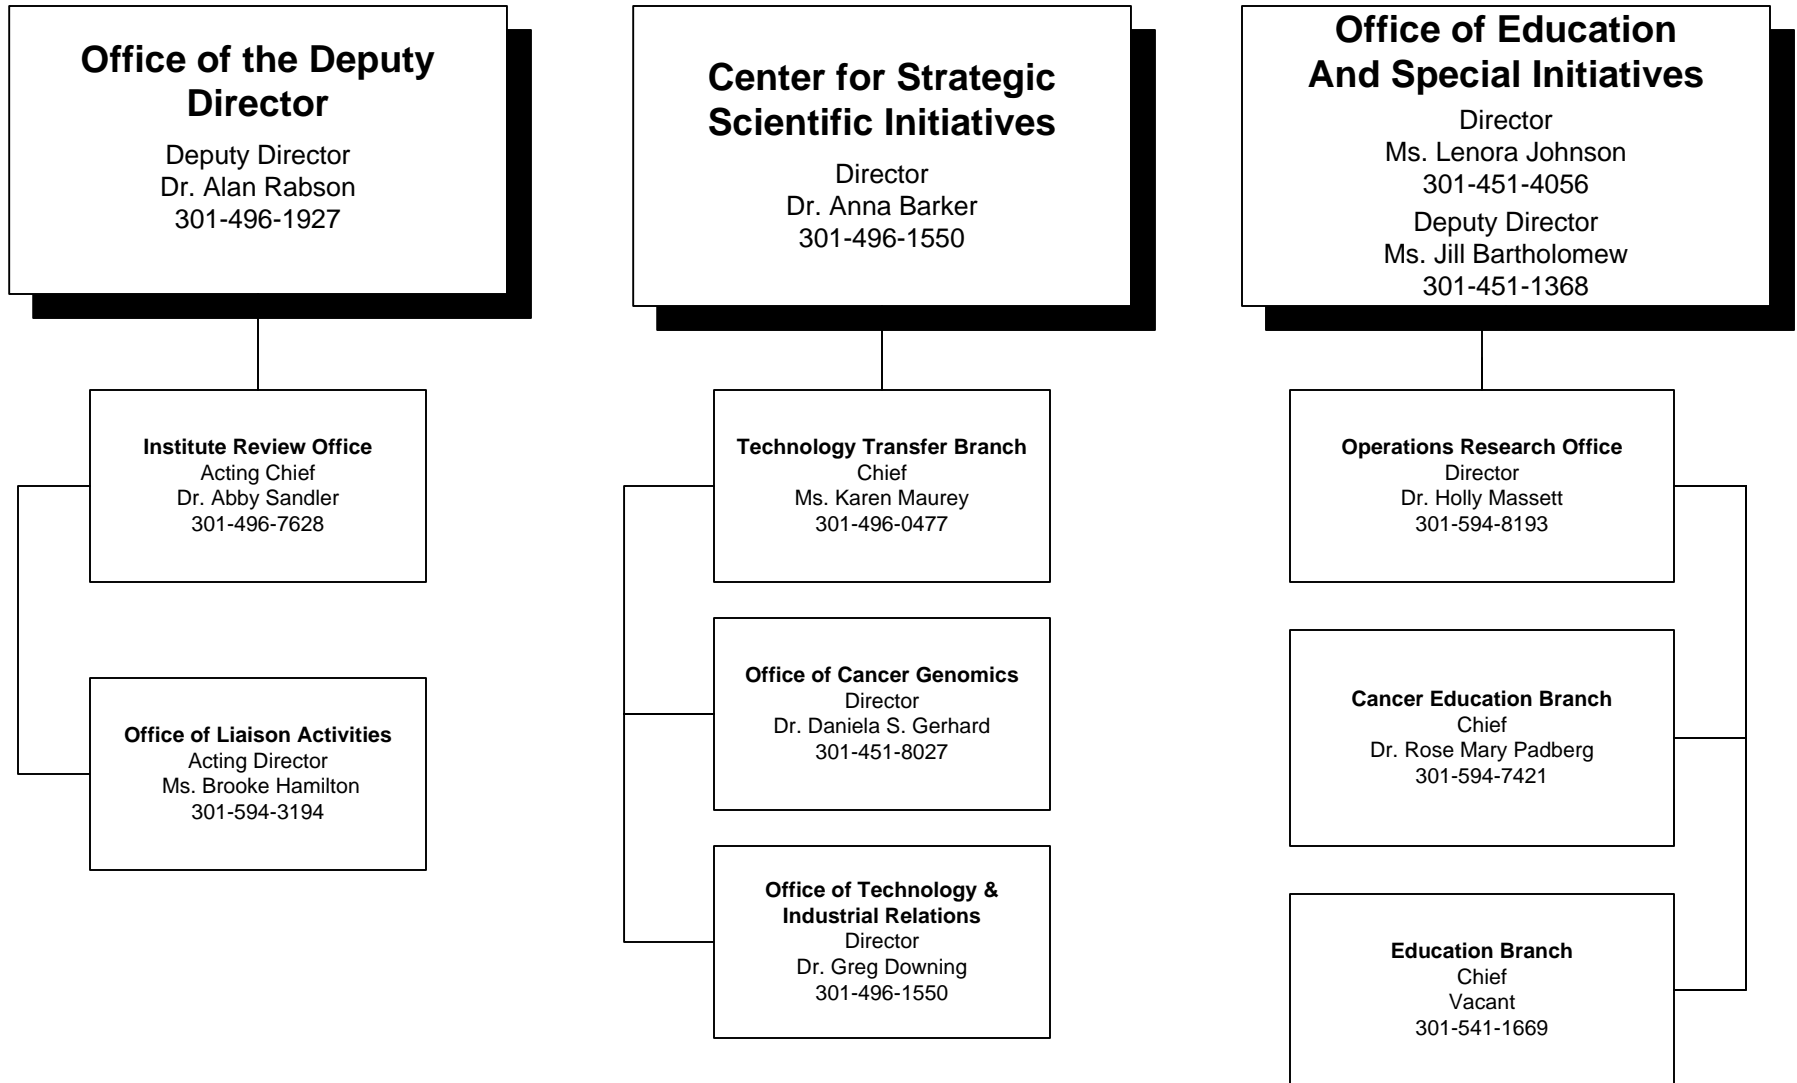 Office of the Deputy
Director
Deputy Director
Dr. Alan Rabson
301-496-1927
Institute Review Office
Acting Chief
Dr. Abby Sandler
301-496-7628
Office of Liaison Activities
Acting Director
Ms. Brooke Hamilton
301-594-3194
Center for Strategic
Scientific Initiatives
Director
Dr. Anna Barker
301-496-1550
Technology Transfer Branch
Chief
Ms. Karen Maurey
301-496-0477
Office of Cancer Genomics
Director
Dr. Daniela S. Gerhard
301-451-8027
Office of Technology &
Industrial Relations
Director
Dr. Greg Downing
301-496-1550
Office of Education
And Special Initiatives
Director
Ms. Lenora Johnson
301-451-4056
Deputy Director
Ms. Jill Bartholomew
301-451-1368
Operations Research Office
Director
Dr. Holly Massett
301-594-8193
Cancer Education Branch
Chief
Dr. Rose Mary Padberg
301-594-7421
Education Branch
Chief
Vacant
301-541-1669